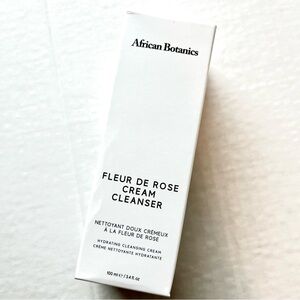 African Botanics
FLEUR DE ROSE
CREAM
CLEANSER
NETTOYANT DOUX CRÉMEUX
À LA FLEUR DE ROSE
HYDRATING CLEANSING CREAM
CRÈME NETTOYANTE HYDRATANTE
100 ml e / 3.4 fl oz